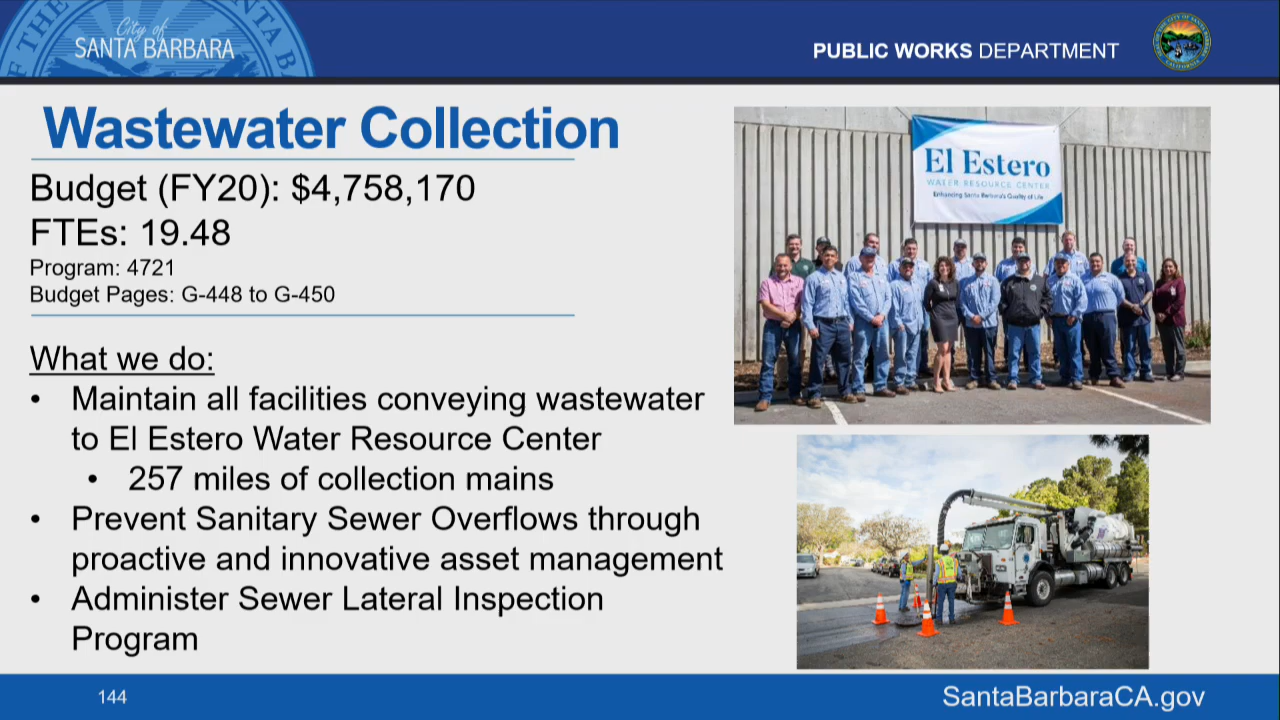 City of
SANTA BARBARA
PUBLIC WORKS DEPARTMENT
Wastewater Collection
Budget (FY20): $4,758,170
FTEs: 19.48
Program: 4721
Budget Pages: G-448 to G-450
What we do:
• Maintain all facilities conveying wastewater
to El Estero Water Resource Center
• 257 miles of collection mains
• Prevent Sanitary Sewer Overflows through
proactive and innovative asset management
• Administer Sewer Lateral Inspection
Program
El Estero
WATER RESOURCE CENTER
Enhancing Santa Barbara's Quality of Life
144
SantaBarbaraCA.gov